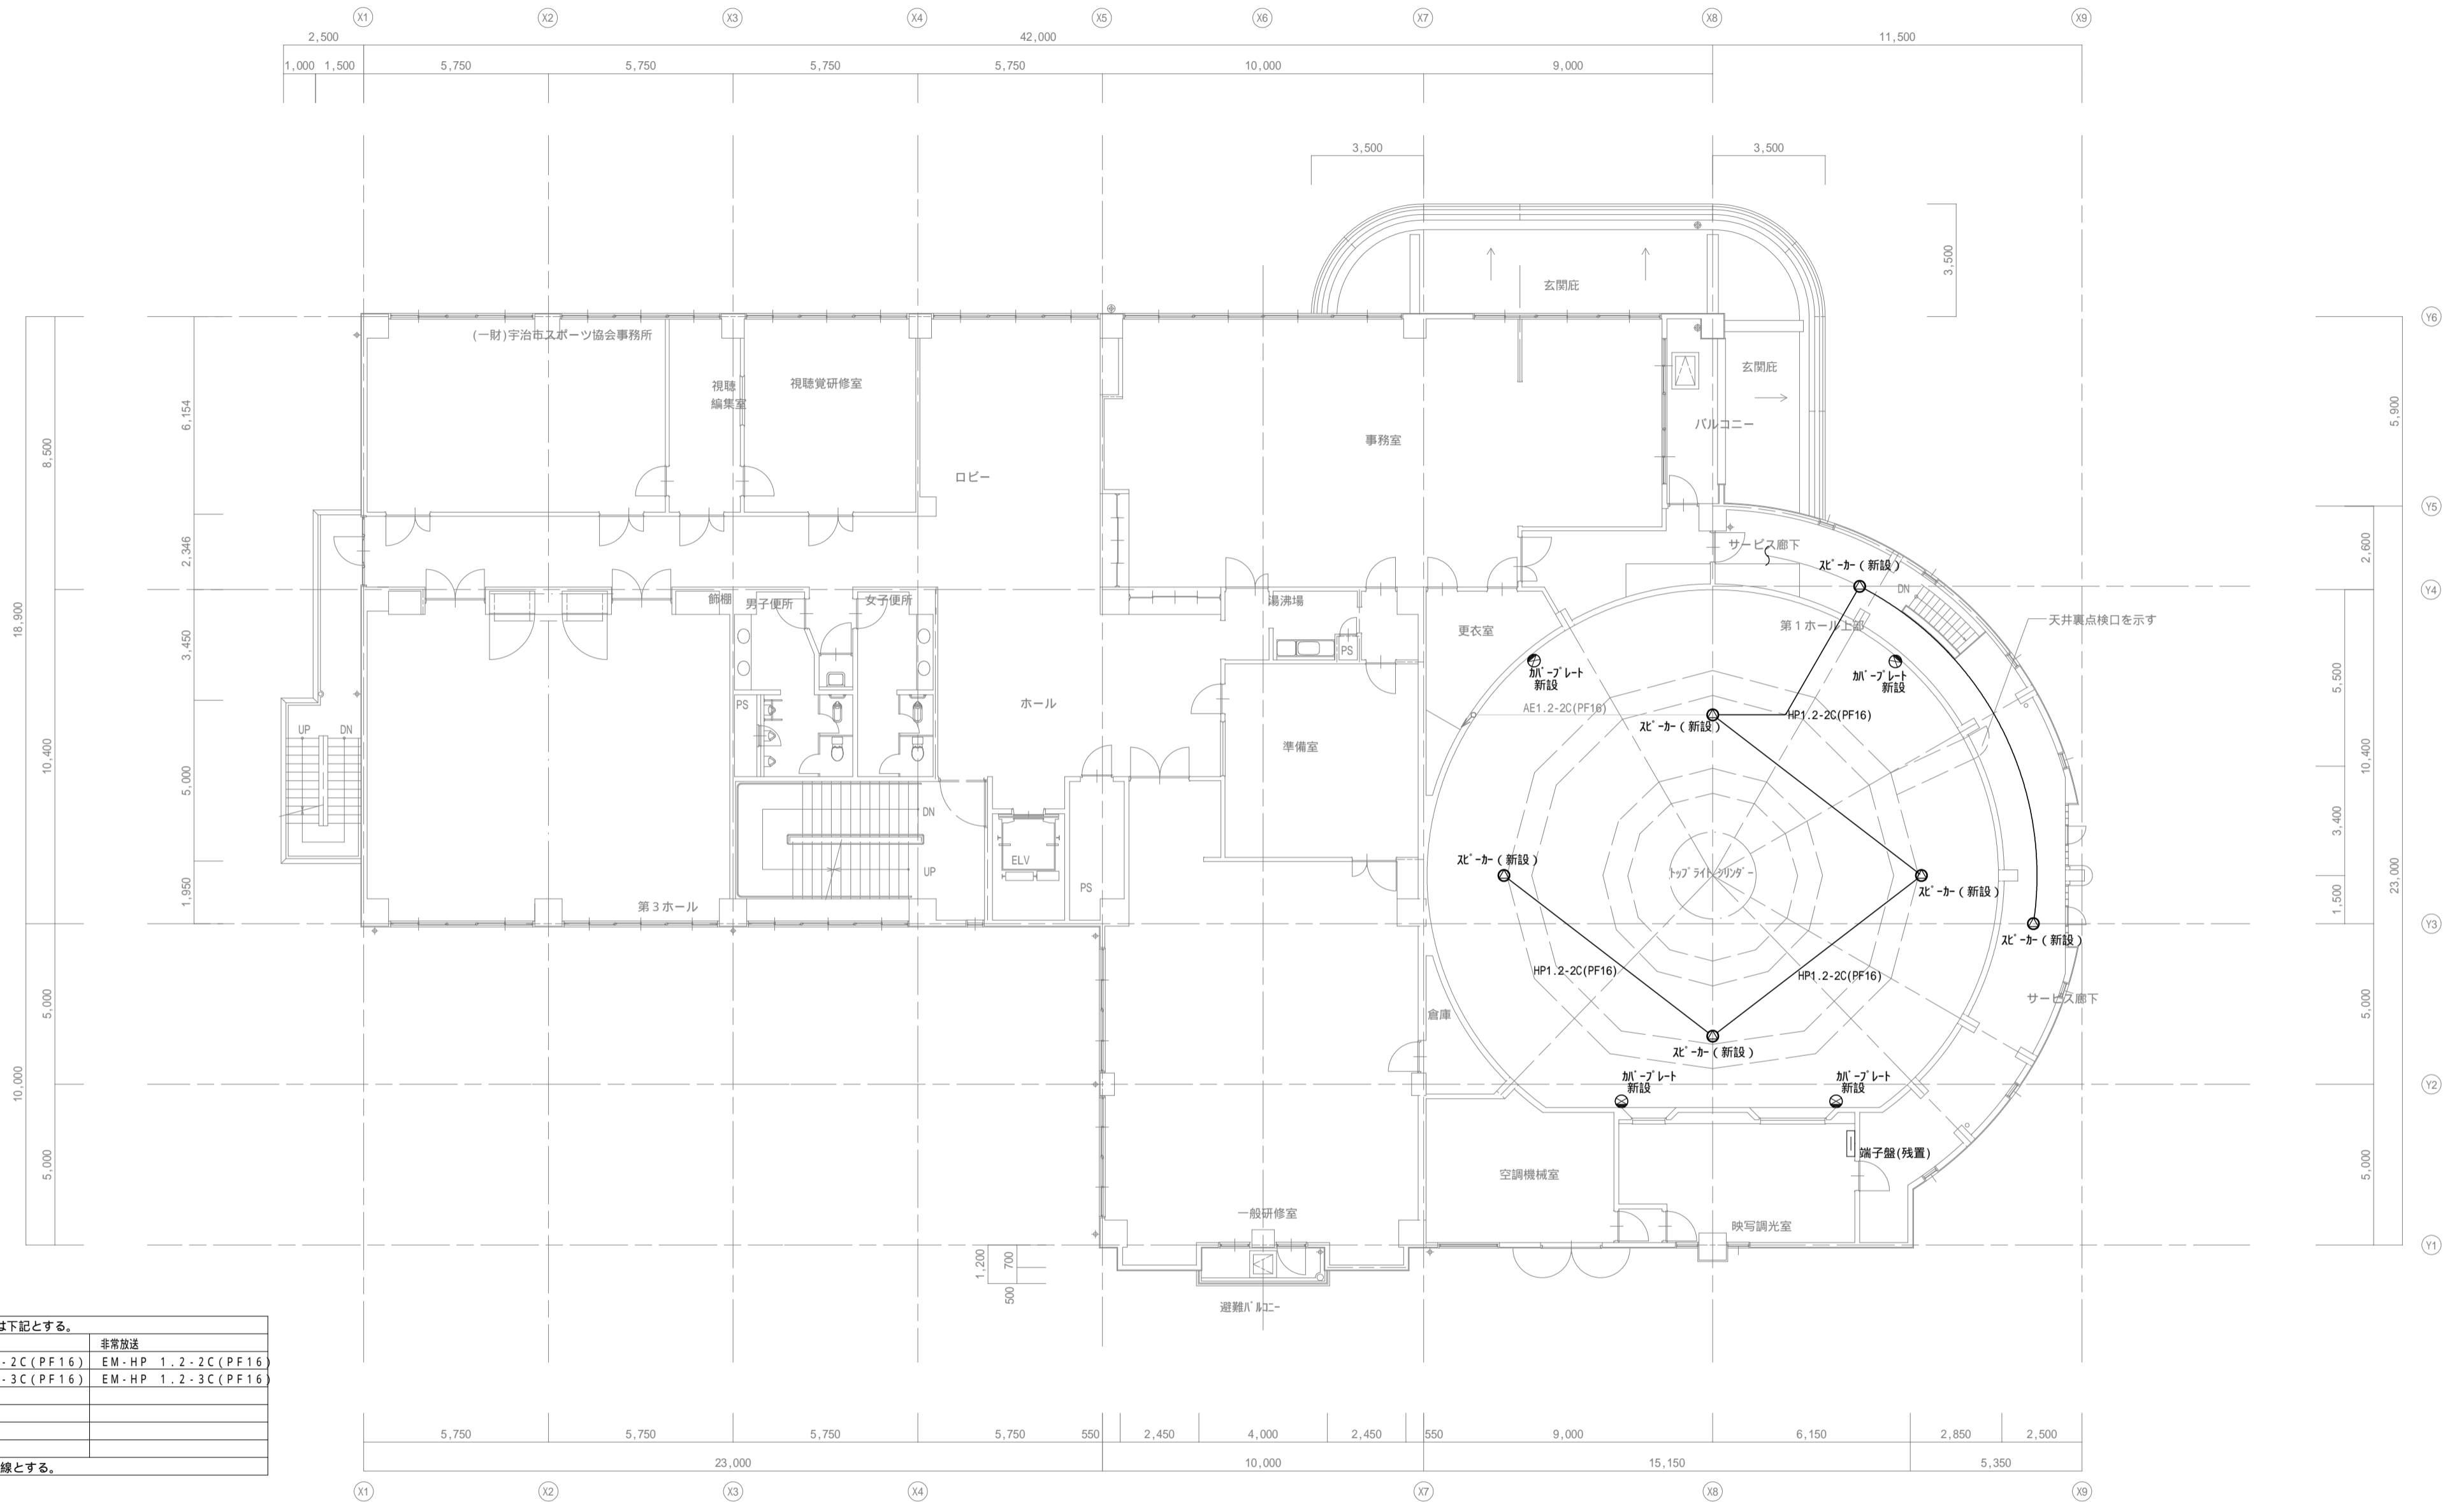 X1 X2 X3 X4 X5 X6 X7 X8 X9
2,500 42,000 11,500
1,000 1,500 5,750 5,750 5,750 5,750 10,000 9,000
3,500 3,500
3,500
玄関庇
(一財)宇治市スポーツ協会事務所
視聴
編集室
視聴覚研修室
玄関庇
バルコニー
事務室
ロビー
サービス廊下
スピーカー(新設)
DN
飾棚
男子便所
女子便所
湯沸場
PS
更衣室
第1ホール上部
天井裏点検口を示す
カバープレート
新設
カバープレート
新設
PS
ホール
AE1.2-2C(PF16)
HP1.2-2C(PF16)
スピーカー(新設)
準備室
UP DN
DN
ELV
UP
PS
スピーカー(新設)
トップライトシリンダー
スピーカー(新設)
第3ホール
スピーカー(新設)
HP1.2-2C(PF16)
HP1.2-2C(PF16)
サービス廊下
倉庫
スピーカー(新設)
カバープレート
新設
カバープレート
新設
端子盤(残置)
空調機械室
一般研修室
映写調光室
避難バルコニー
1,200 700
500
18,900
8,500 10,400
10,000
5,000 5,000
6,154 2,346 3,450 5,000 1,950
Y6
Y5
Y4
Y3
Y2
Y1
5,900
10,400
23,000
5,000
5,000
2,600
5,500
3,400
1,500
は下記とする。
非常放送
-2C(PF16) EM-HP 1.2-2C(PF16)
-3C(PF16) EM-HP 1.2-3C(PF16)
線とする。
5,750 5,750 5,750 5,750 550 2,450 4,000 2,450 550 9,000 6,150 2,850 2,500
23,000 10,000 15,150 5,350
X1 X2 X3 X4 X7 X8 X9